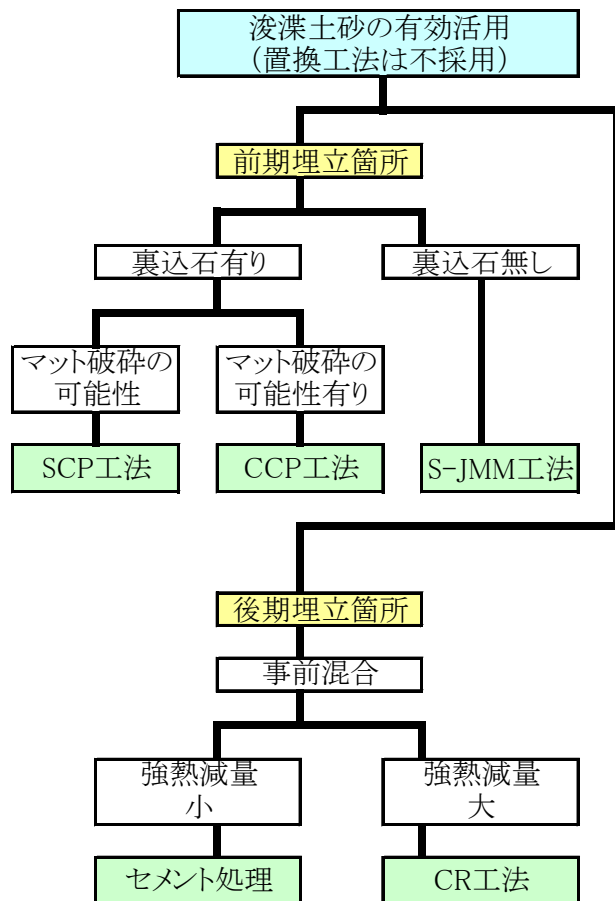 浚渫土砂の有効活用
（置換工法は不採用）
前期埋立箇所
裏込石有り
裏込石無し
マット破砕の
可能性
マット破砕の
可能性有り
SCP工法
CCP工法
S-JMM工法
後期埋立箇所
事前混合
強熱減量
小
強熱減量
大
セメント処理
CR工法